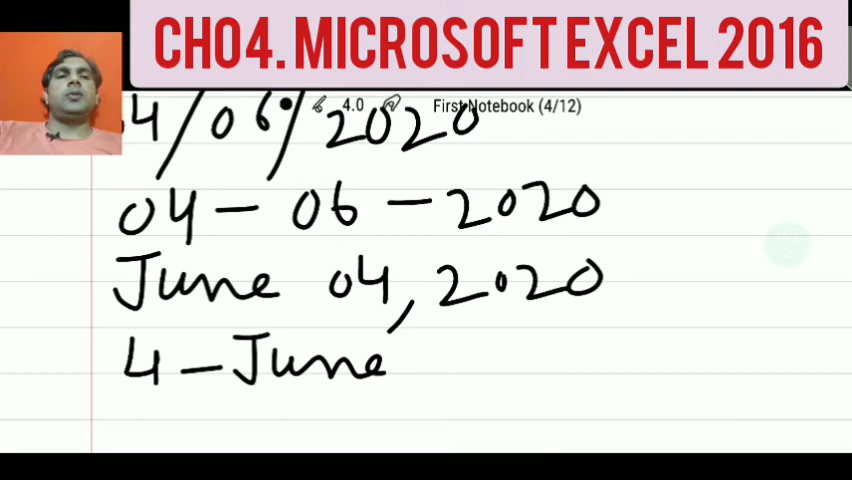 CH04. MICROSOFT EXCEL 2016
4.0 First Notebook (4/12)
04/06/2020
04-06-2020
June 04, 2020
4-June